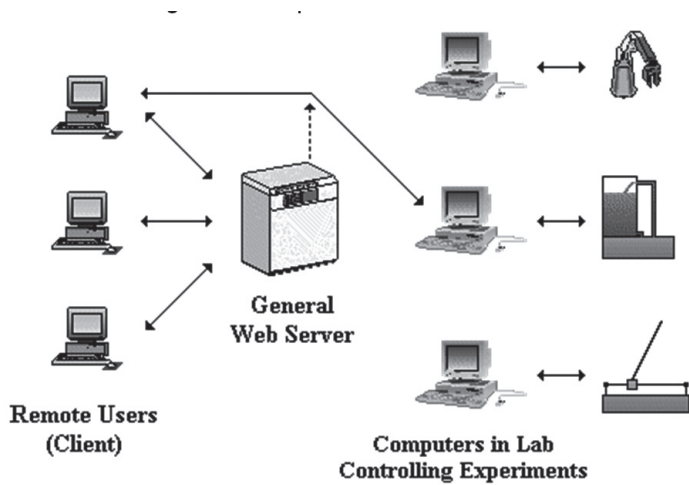 General
Web Server
Remote Users
(Client)
Computers in Lab
Controlling Experiments